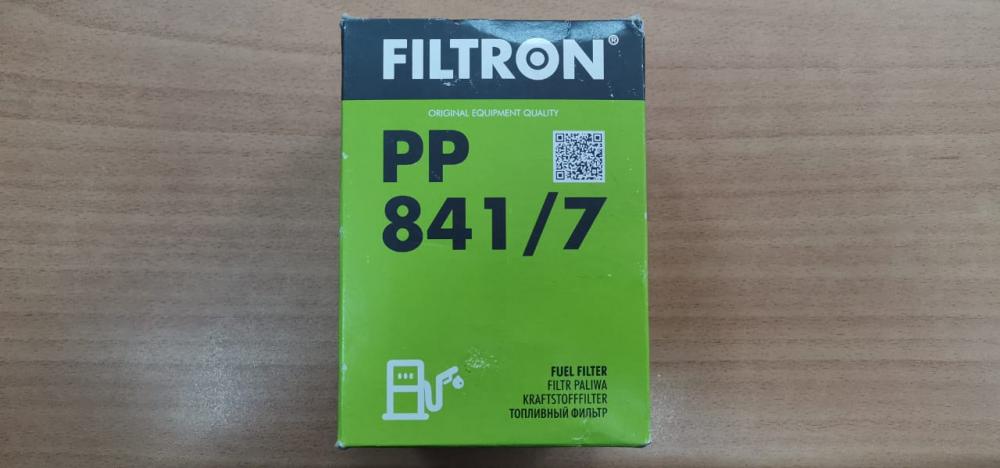 FILTRON®
ORIGINAL EQUIPMENT QUALITY
PP
841/7
FUEL FILTER
FILTR PALIWA
KRAFTSTOFFFILTER
ТОПЛИВНЫЙ ФИЛЬТР